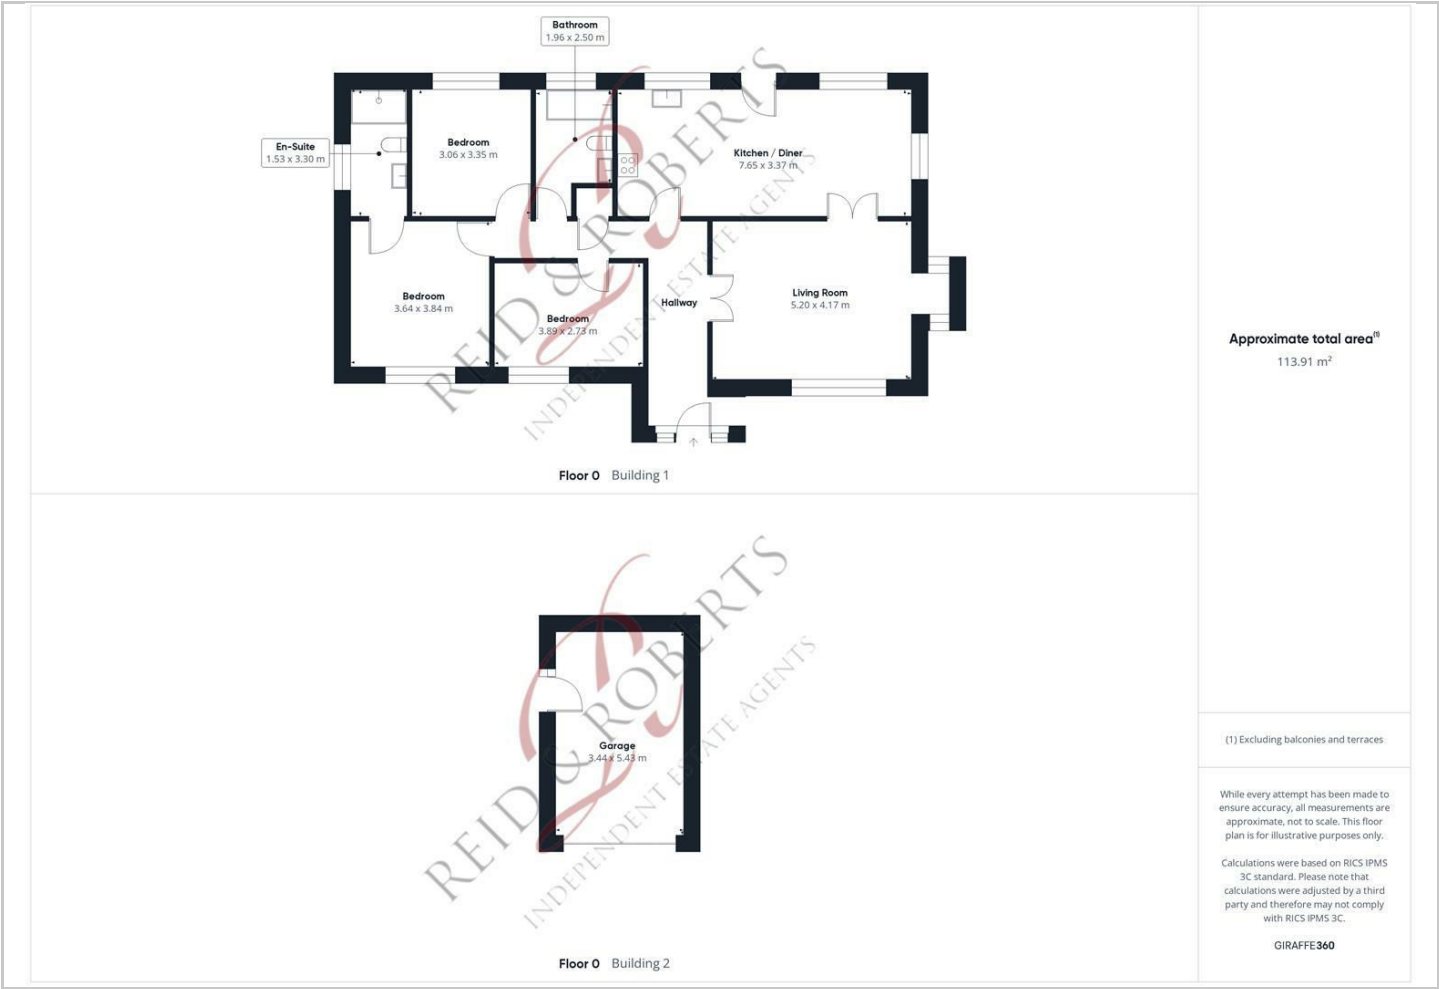 Bathroom
1.96 x 2.50 m
En-Suite
1.53 x 3.30 m
Bedroom
3.06 x 3.35 m
Kitchen / Diner
7.65 x 3.37 m
Bedroom
3.64 x 3.84 m
Bedroom
3.89 x 2.73 m
Hallway
Living Room
5.20 x 4.17 m
REID & ROBERTS
INDEPENDENT ESTATE AGENTS
Floor 0 Building 1
Garage
3.44 x 5.43 m
REID & ROBERTS
INDEPENDENT ESTATE AGENTS
Floor 0 Building 2
Approximate total area(1)
113.91 m²
(1) Excluding balconies and terraces
While every attempt has been made to
ensure accuracy, all measurements are
approximate, not to scale. This floor
plan is for illustrative purposes only.
Calculations were based on RICS IPMS
3C standard. Please note that
calculations were adjusted by a third
party and therefore may not comply
with RICS IPMS 3C.
GIRAFFE360